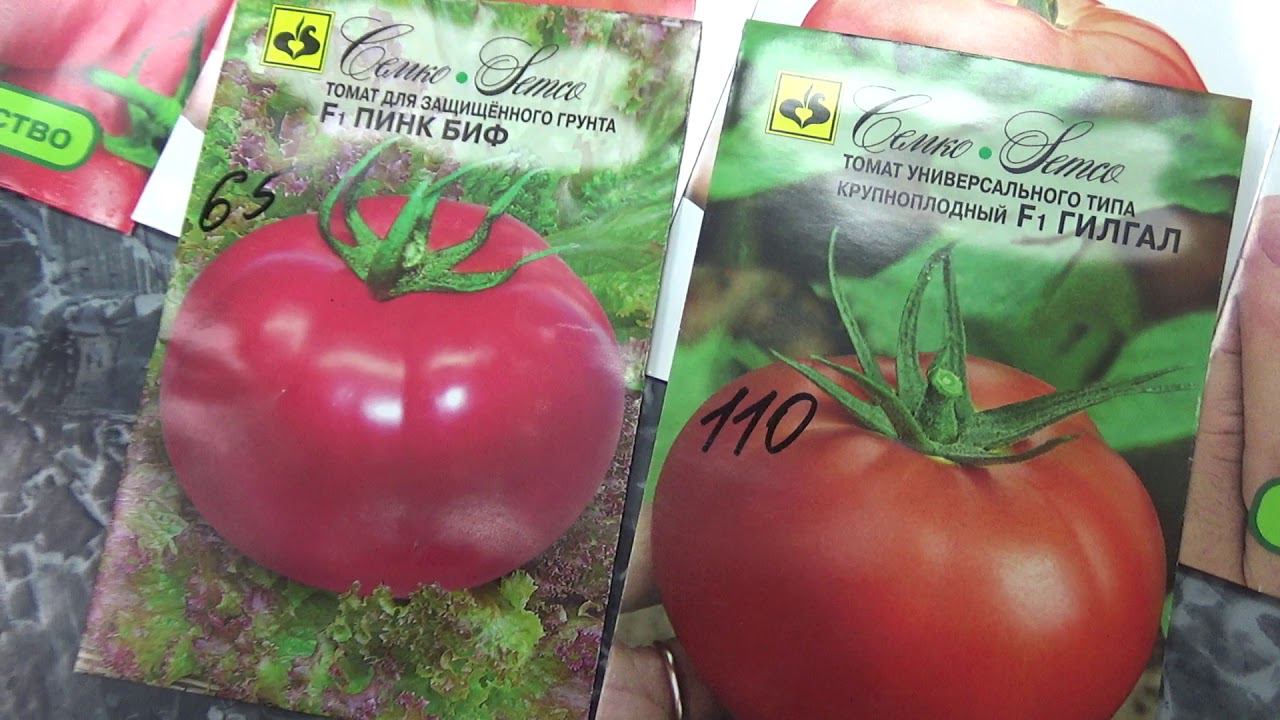 СТВО
Семко • Semco
ТОМАТ ДЛЯ ЗАЩИЩЁННОГО ГРУНТА
F1 ПИНК БИФ
65
Семко • Semco
ТОМАТ УНИВЕРСАЛЬНОГО ТИПА
КРУПНОПЛОДНЫЙ F1 ГИЛГАЛ
110